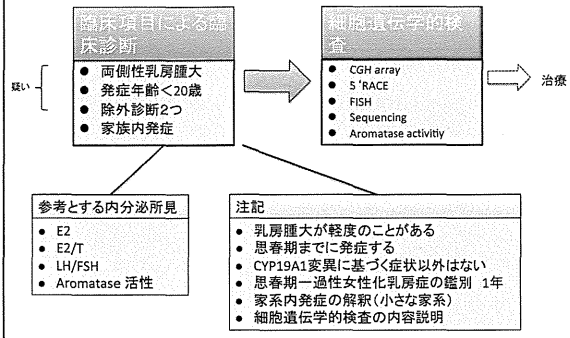 臨床項目による臨
床診断
● 両側性乳房腫大
● 発症年齢<20歳
● 除外診断2つ
● 家族内発症
疑い
細胞遺伝学的検
査
● CGH array
● 5 'RACE
● FISH
● Sequencing
● Aromatase activitiy
治療
参考とする内分泌所見
● E2
● E2/T
● LH/FSH
● Aromatase 活性
注記
● 乳房腫大が軽度のことがある
● 思春期までに発症する
● CYP19A1変異に基づく症状以外はない
● 思春期一過性女性化乳房症の鑑別 1年
● 家系内発症の解釈(小さな家系)
● 細胞遺伝学的検査の内容説明